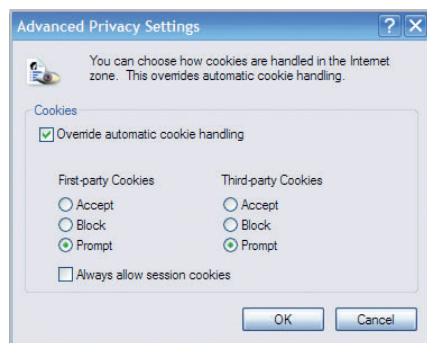 Advanced Privacy Settings
You can choose how cookies are handled in the Internet
zone. This overrides automatic cookie handling.
Cookies
Override automatic cookie handling
First-party Cookies Third-party Cookies
Accept Accept
Block Block
Prompt Prompt
Always allow session cookies
OK Cancel